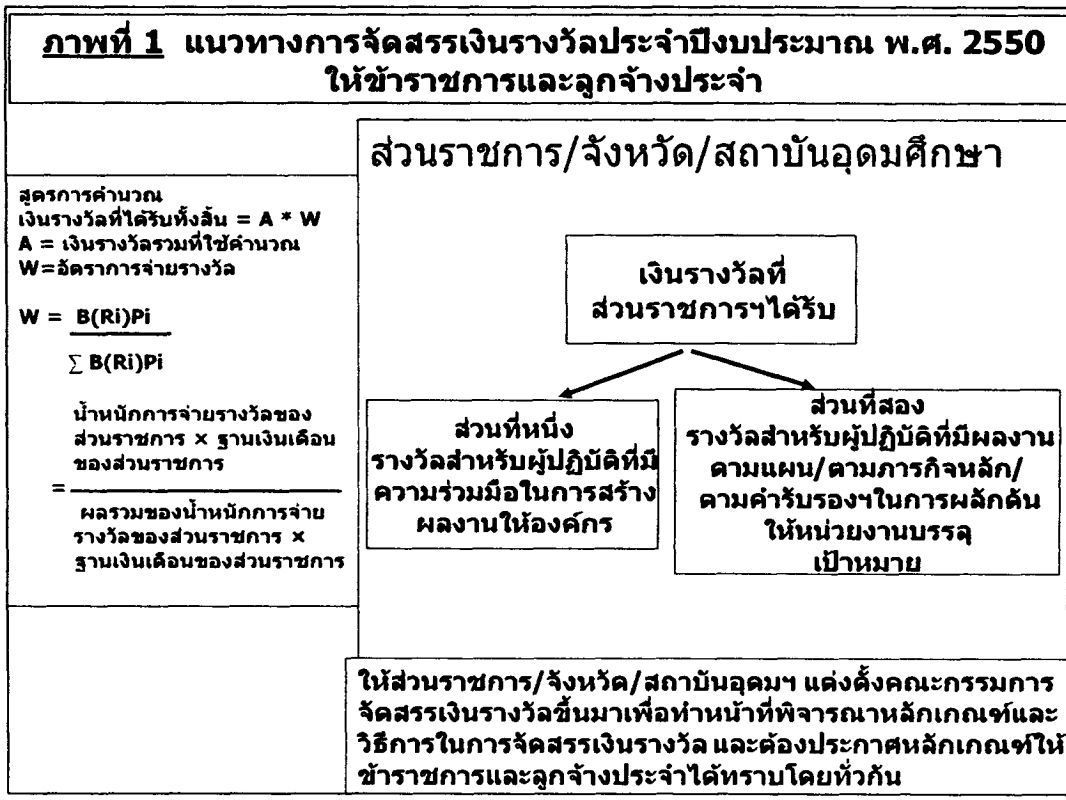 ภาพที่ 1 แนวทางการจัดสรรเงินรางวัลประจำปีงบประมาณ พ.ศ. 2550
ให้ข้าราชการและลูกจ้างประจำ
ส่วนราชการ/จังหวัด/สถาบันอุดมศึกษา
สูตรการคำนวณ
เงินรางวัลที่ได้รับทั้งสิ้น = A * W
A = เงินรางวัลรวมที่ใช้คำนวณ
W=อัตราการจ่ายรางวัล
W = B(Ri)Pi
∑ B(Ri)Pi
น้ำหนักการจ่ายรางวัลของ
ส่วนราชการ × ฐานเงินเดือน
ของส่วนราชการ
=
ผลรวมของน้ำหนักการจ่าย
รางวัลของส่วนราชการ ×
ฐานเงินเดือนของส่วนราชการ
เงินรางวัลที่
ส่วนราชการฯได้รับ
ส่วนที่หนึ่ง
รางวัลสำหรับผู้ปฏิบัติที่มี
ความร่วมมือในการสร้าง
ผลงานให้องค์กร
ส่วนที่สอง
รางวัลสำหรับผู้ปฏิบัติที่มีผลงาน
ตามแผน/ตามภารกิจหลัก/
ตามคำรับรองฯในการผลักดัน
ให้หน่วยงานบรรลุ
เป้าหมาย
ให้ส่วนราชการ/จังหวัด/สถาบันอุดมฯ แต่งตั้งคณะกรรมการ
จัดสรรเงินรางวัลขึ้นมาเพื่อทำหน้าที่พิจารณาหลักเกณฑ์และ
วิธีการในการจัดสรรเงินรางวัล และต้องประกาศหลักเกณฑ์ให้
ข้าราชการและลูกจ้างประจำได้ทราบโดยทั่วกัน